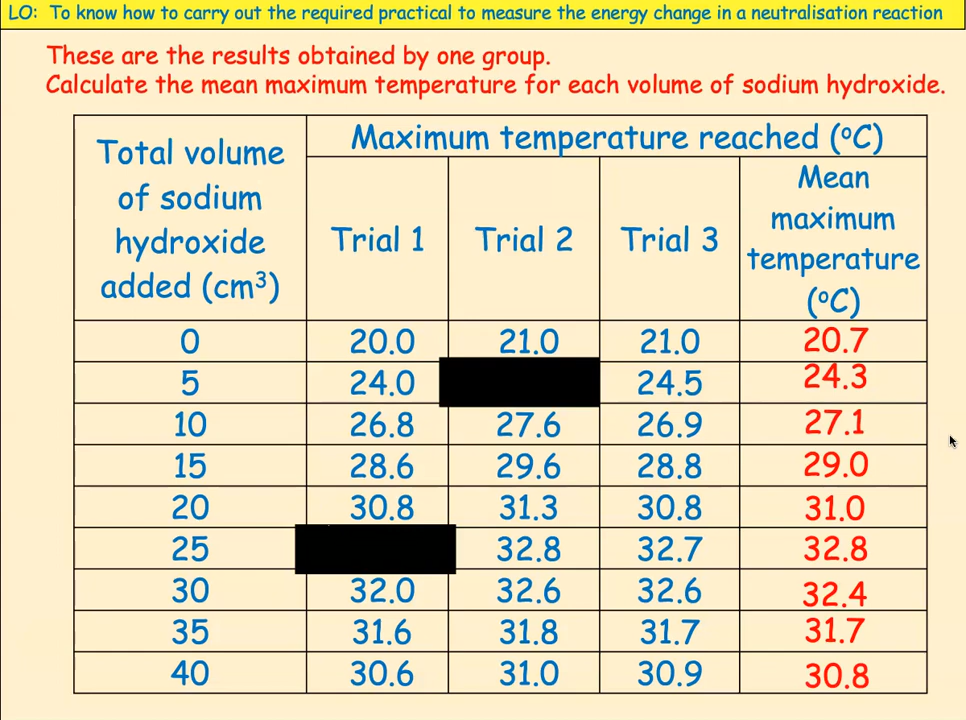 LO: To know how to carry out the required practical to measure the energy change in a neutralisation reaction
These are the results obtained by one group.
Calculate the mean maximum temperature for each volume of sodium hydroxide.
Total volume of sodium hydroxide added (cm³) Maximum temperature reached (°C)
Trial 1 Trial 2 Trial 3 Mean maximum temperature (°C)
0 20.0 21.0 21.0 20.7
5 24.0 24.5 24.3
10 26.8 27.6 26.9 27.1
15 28.6 29.6 28.8 29.0
20 30.8 31.3 30.8 31.0
25 32.8 32.7 32.8
30 32.0 32.6 32.6 32.4
35 31.6 31.8 31.7 31.7
40 30.6 31.0 30.9 30.8